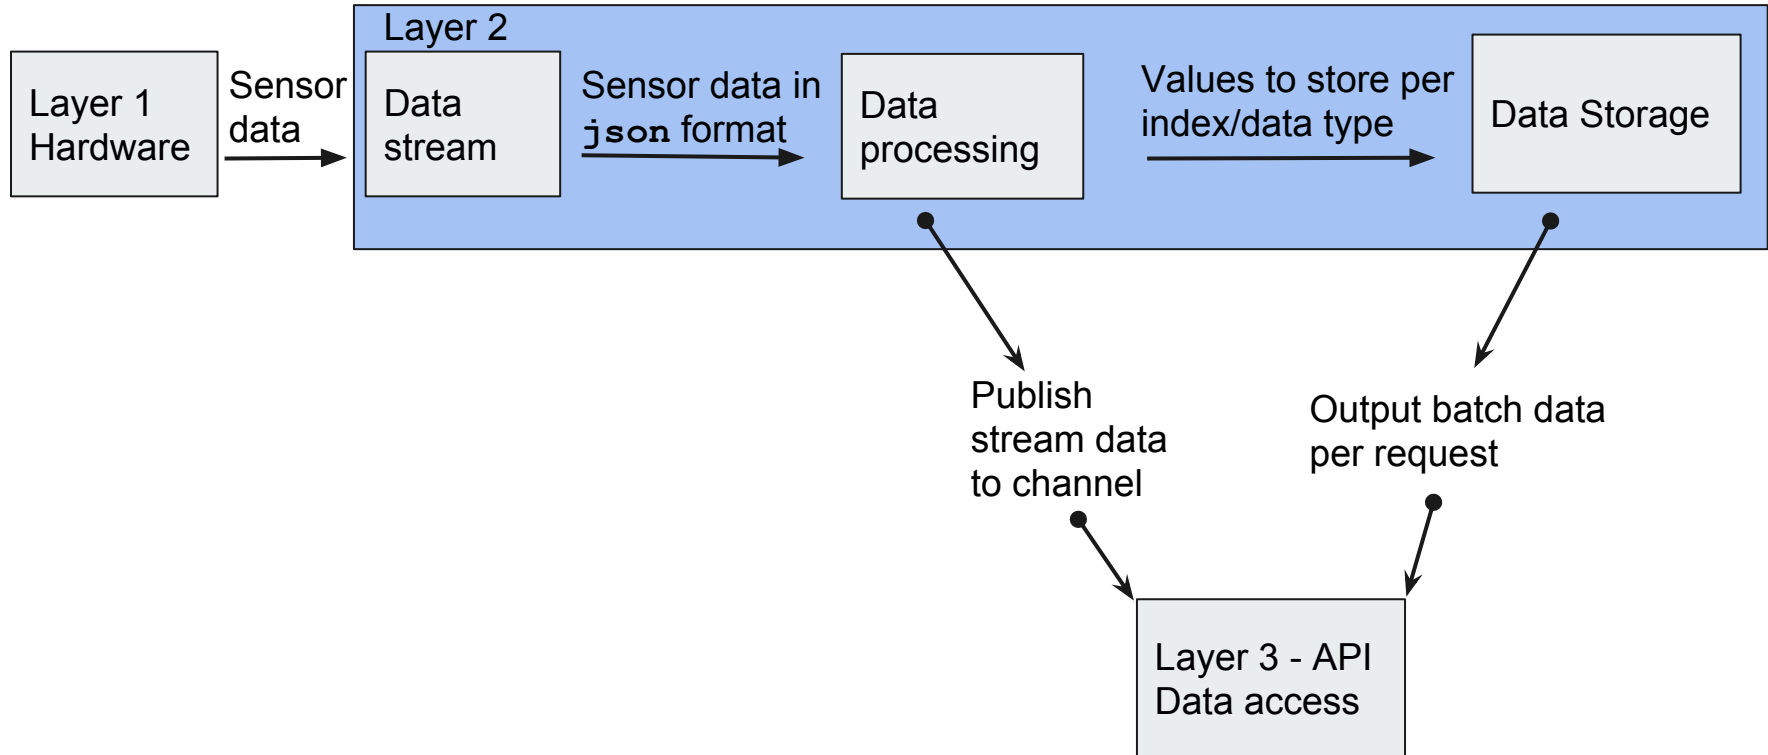 Layer 2
Layer 1
Hardware
Sensor
data
Data
stream
Sensor data in
json format
Data
processing
Values to store per
index/data type
Data Storage
Publish
stream data
to channel
Output batch data
per request
Layer 3 - API
Data access